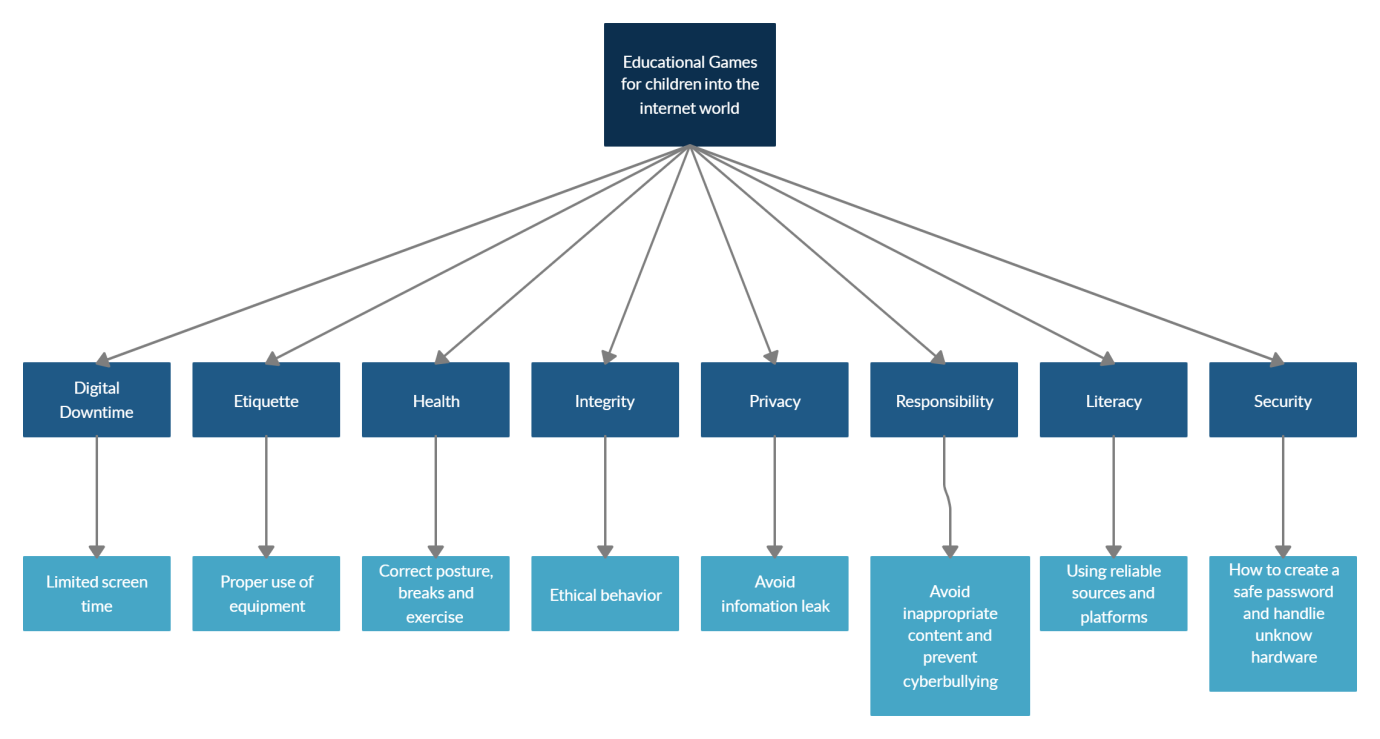 Educational Games
for children into the
internet world
Digital
Downtime
Etiquette
Health
Integrity
Privacy
Responsibility
Literacy
Security
Limited screen
time
Proper use of
equipment
Correct posture,
breaks and
exercise
Ethical behavior
Avoid
infomation leak
Avoid
inappropriate
content and
prevent
cyberbullying
Using reliable
sources and
platforms
How to create a
safe password
and handlie
unknow
hardware